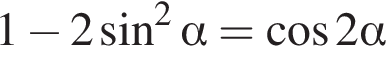 1 − 2 sin² α = cos 2α